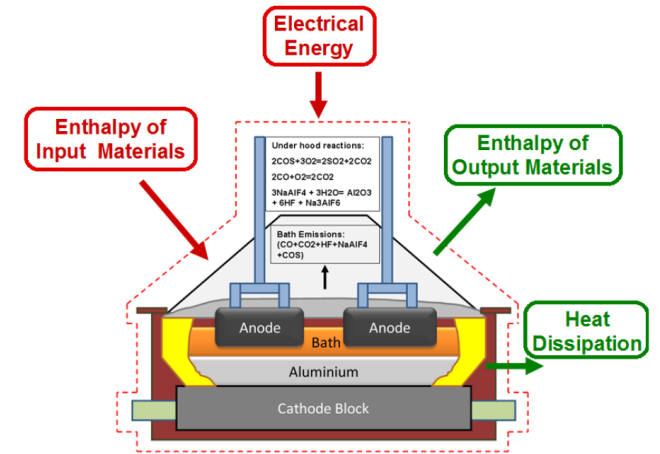 Electrical
Energy
Enthalpy of
Input Materials
Enthalpy of
Output Materials
Under hood reactions:
2COS+3O2=2SO2+2CO2
2CO+O2=2CO2
3NaAlF4 + 3H2O= Al2O3
+ 6HF + Na3AlF6
Bath Emissions:
(CO+CO2+HF+NaAlF4
+COS)
Heat
Dissipation
Anode
Anode
Bath
Aluminium
Cathode Block